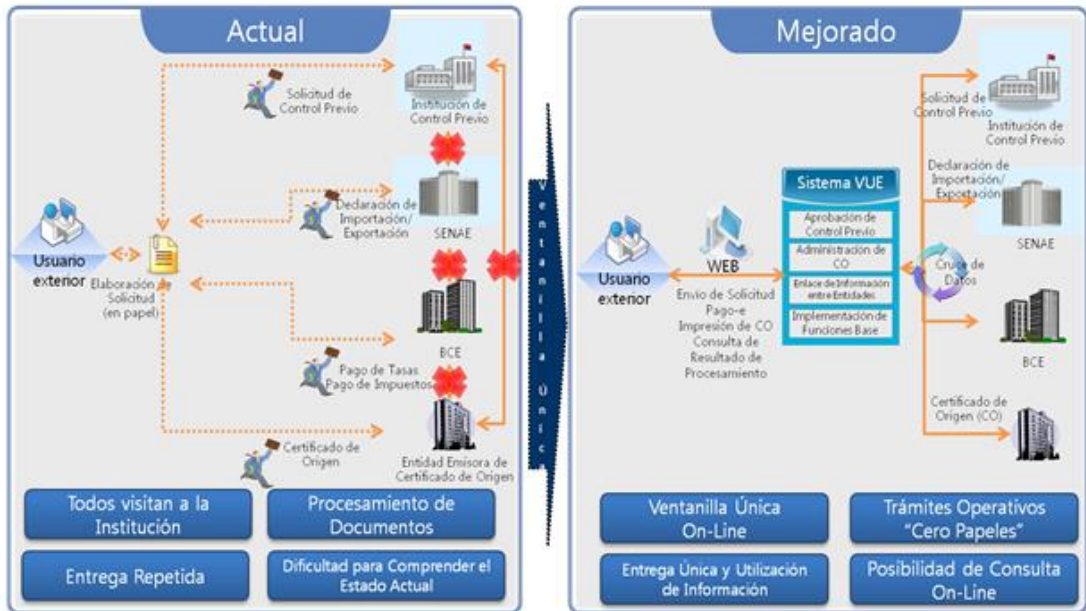 Actual
Solicitud de
Control Previo
Institución de
Control Previo
Declaración de
Importación/
Exportación
SENAE
Usuario
exterior
Elaboración de
Solicitud
(en papel)
BCE
Pago de Tasas
Pago de Impuestos
Certificado de
Origen
Entidad Emisora de
Certificado de Origen
Todos visitan a la
Institución
Procesamiento de
Documentos
Entrega Repetida
Dificultad para Comprender el
Estado Actual
Ventanilla Único
Mejorado
Solicitud de
Control Previo
Institución de
Control Previo
Declaración de
Importación/
Exportación
SENAE
Sistema VUE
Aprobación de
Control Previo
Administración de
CO
Enlace de Información
entre Entidades
Implementación de
Funciones Base
Usuario
exterior
WEB
Envío de Solicitud
Pago-e
Impresión de CO
Consulta
de
Resultado
de
Procesamiento
Cruce de
Datos
BCE
Certificado de
Origen (CO)
Ventanilla Única
On-Line
Trámites Operativos
"Cero Papeles"
Entrega Única y Utilización
de Información
Posibilidad de Consulta
On-Line